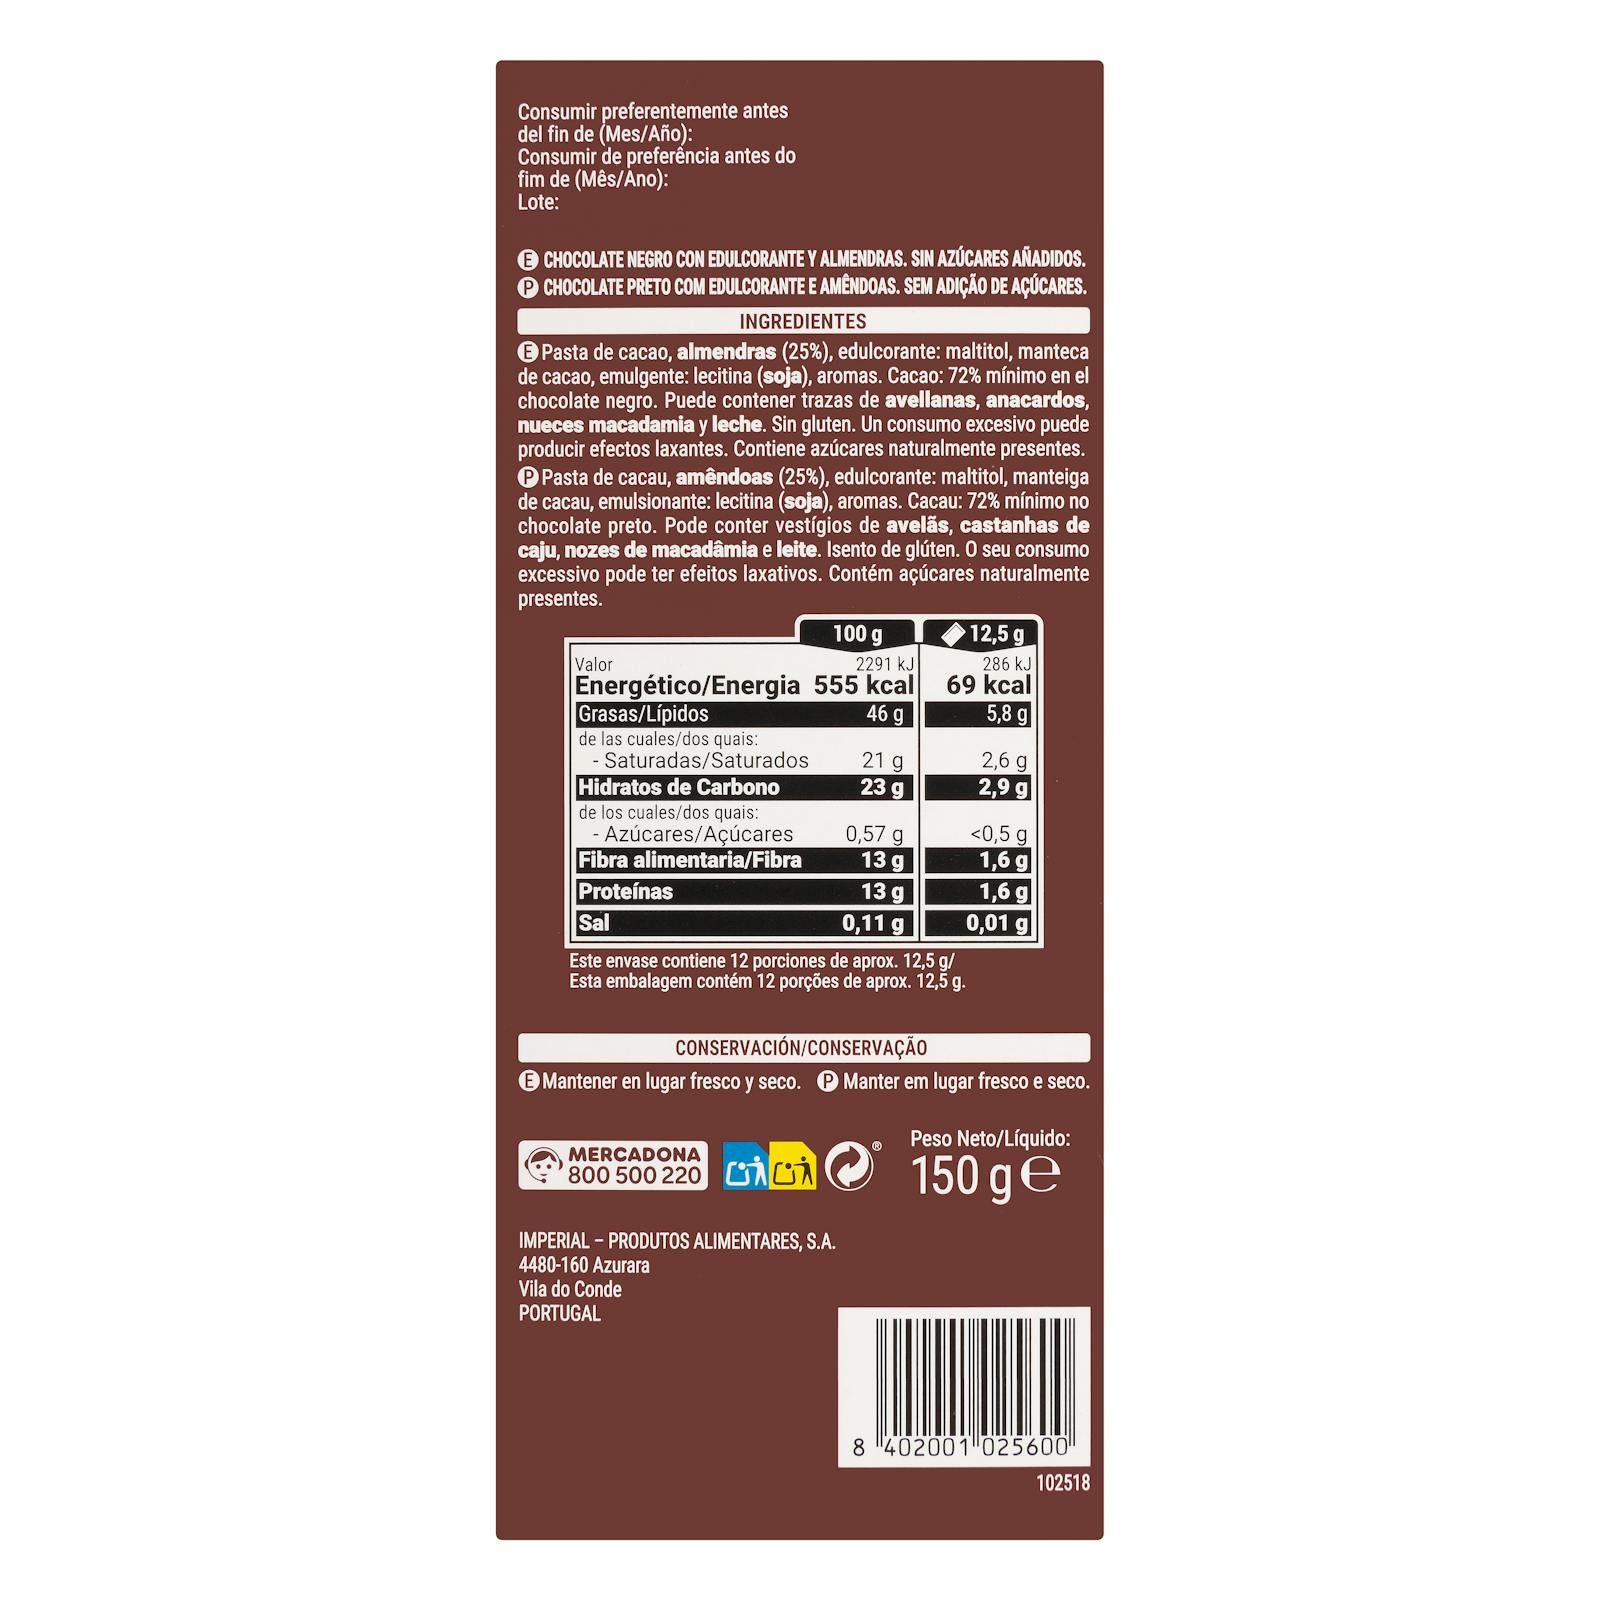 Consumir preferentemente antes
del fin de (Mes/Año):
Consumir de preferência antes do
fim de (Mês/Ano):
Lote:
E CHOCOLATE NEGRO CON EDULCORANTE Y ALMENDRAS. SIN AZÚCARES AÑADIDOS.
P CHOCOLATE PRETO COM EDULCORANTE E AMÊNDOAS. SEM ADIÇÃO DE AÇÚCARES.
INGREDIENTES
E Pasta de cacao, almendras (25%), edulcorante: maltitol, manteca
de cacao, emulgente: lecitina (soja), aromas. Cacao: 72% mínimo en el
chocolate negro. Puede contener trazas de avellanas, anacardos,
nueces macadamia y leche. Sin gluten. Un consumo excesivo puede
producir efectos laxantes. Contiene azúcares naturalmente presentes.
P Pasta de cacau, amêndoas (25%), edulcorante: maltitol, manteiga
de cacau, emulsionante: lecitina (soja), aromas. Cacau: 72% mínimo no
chocolate preto. Pode conter vestígios de avelãs, castanhas de
caju, nozes de macadâmia e leite. Isento de glúten. O seu consumo
excessivo pode ter efeitos laxativos. Contém açúcares naturalmente
presentes.
100 g 12,5 g
Valor 2291 kJ 286 kJ
Energético/Energia 555 kcal 69 kcal
Grasas/Lípidos 46 g 5,8 g
de las cuales/dos quais:
- Saturadas/Saturados 21 g 2,6 g
Hidratos de Carbono 23 g 2,9 g
de los cuales/dos quais:
- Azúcares/Açúcares 0,57 g <0,5 g
Fibra alimentaria/Fibra 13 g 1,6 g
Proteínas 13 g 1,6 g
Sal 0,11 g 0,01 g
Este envase contiene 12 porciones de aprox. 12,5 g/
Esta embalagem contém 12 porções de aprox. 12,5 g.
CONSERVACIÓN/CONSERVAÇÃO
E Mantener en lugar fresco y seco. P Manter em lugar fresco e seco.
MERCADONA
800 500 220
®
Peso Neto/Líquido:
150 g e
IMPERIAL – PRODUTOS ALIMENTARES, S.A.
4480-160 Azurara
Vila do Conde
PORTUGAL
8 402001 025600
102518